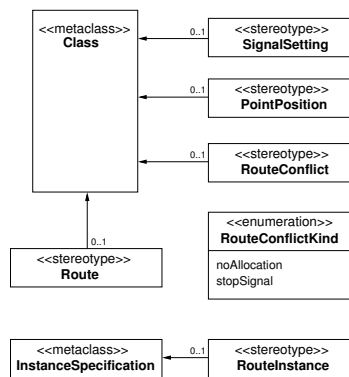 <<metaclass>>
Class
0..1
<<stereotype>>
SignalSetting
0..1
<<stereotype>>
PointPosition
0..1
<<stereotype>>
RouteConflict
0..1
<<stereotype>>
Route
<<enumeration>>
RouteConflictKind
noAllocation
stopSignal
<<metaclass>>
InstanceSpecification
0..1
<<stereotype>>
RouteInstance